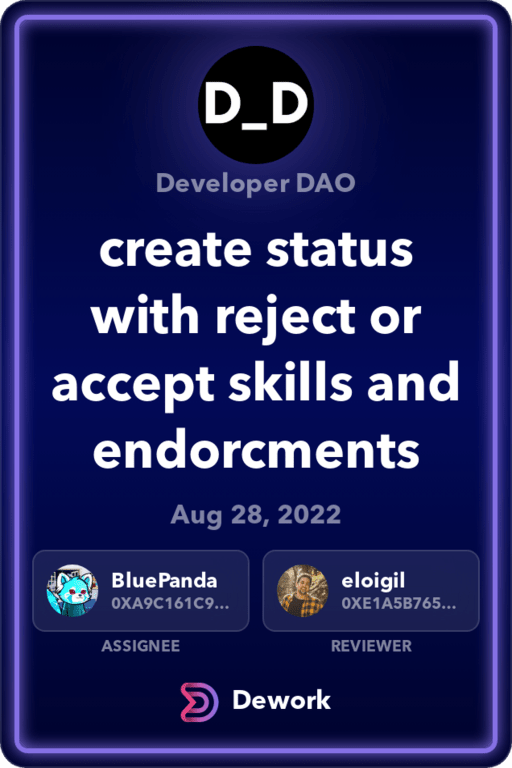 D_D
Developer DAO
create status
with reject or
accept skills and
endorcments
Aug 28, 2022
BluePanda
0XA9C161C9...
ASSIGNEE
eloigil
0XE1A5B765...
REVIEWER
Dework